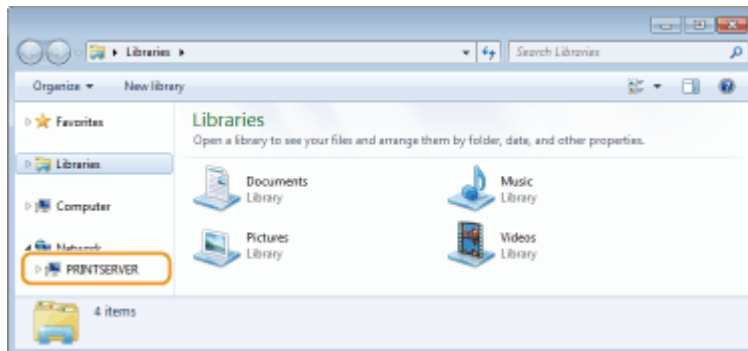 Libraries
Search Libraries
Organize
New library
Favorites
Libraries
Open a library to see your files and arrange them by folder, date, and other properties.
Libraries
Documents
Library
Music
Library
Computer
Pictures
Library
Videos
Library
Network
PRINTSERVER
4 items